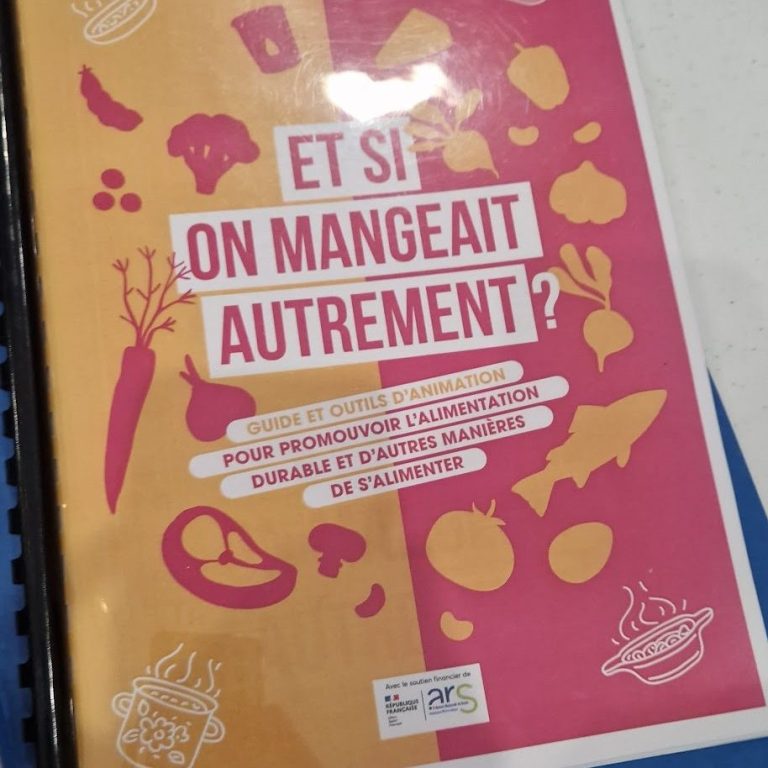 ET SI
ON MANGEAIT
AUTREMENT ?
GUIDE ET OUTILS D'ANIMATION
POUR PROMOUVOIR L'ALIMENTATION
DURABLE ET D'AUTRES MANIÈRES
DE S'ALIMENTER
Avec le soutien financier de
RÉPUBLIQUE
FRANÇAISE
ars